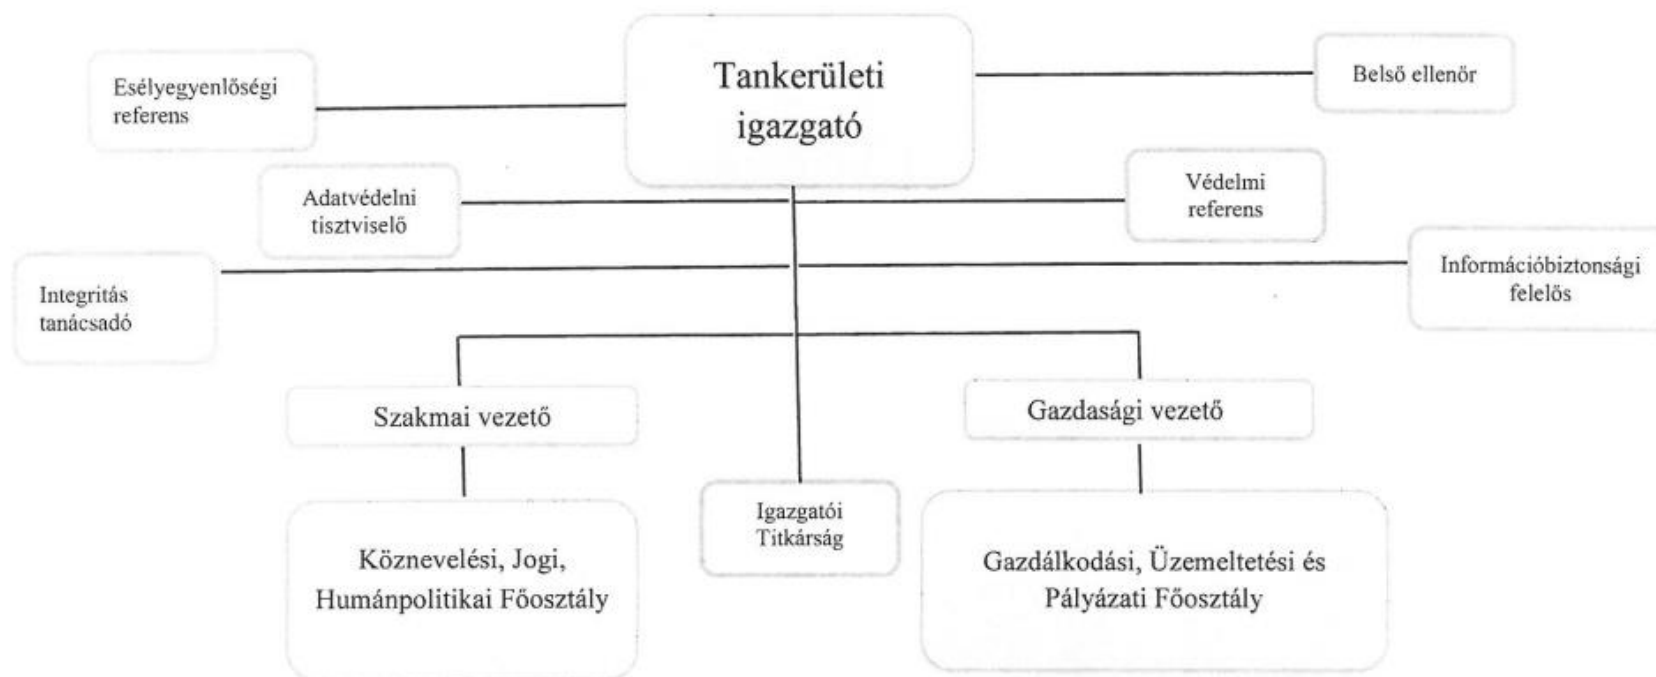 Tankerületi
igazgató
Esélyegyenlőségi
referens
Belső ellenőr
Adatvédelni
tisztviselő
Védelmi
referens
Integritás
tanácsadó
Információbiztonsági
felelős
Szakmai vezető
Gazdasági vezető
Igazgatói
Titkárság
Köznevelési, Jogi,
Humánpolitikai Főosztály
Gazdálkodási, Üzemeltetési és
Pályázati Főosztály